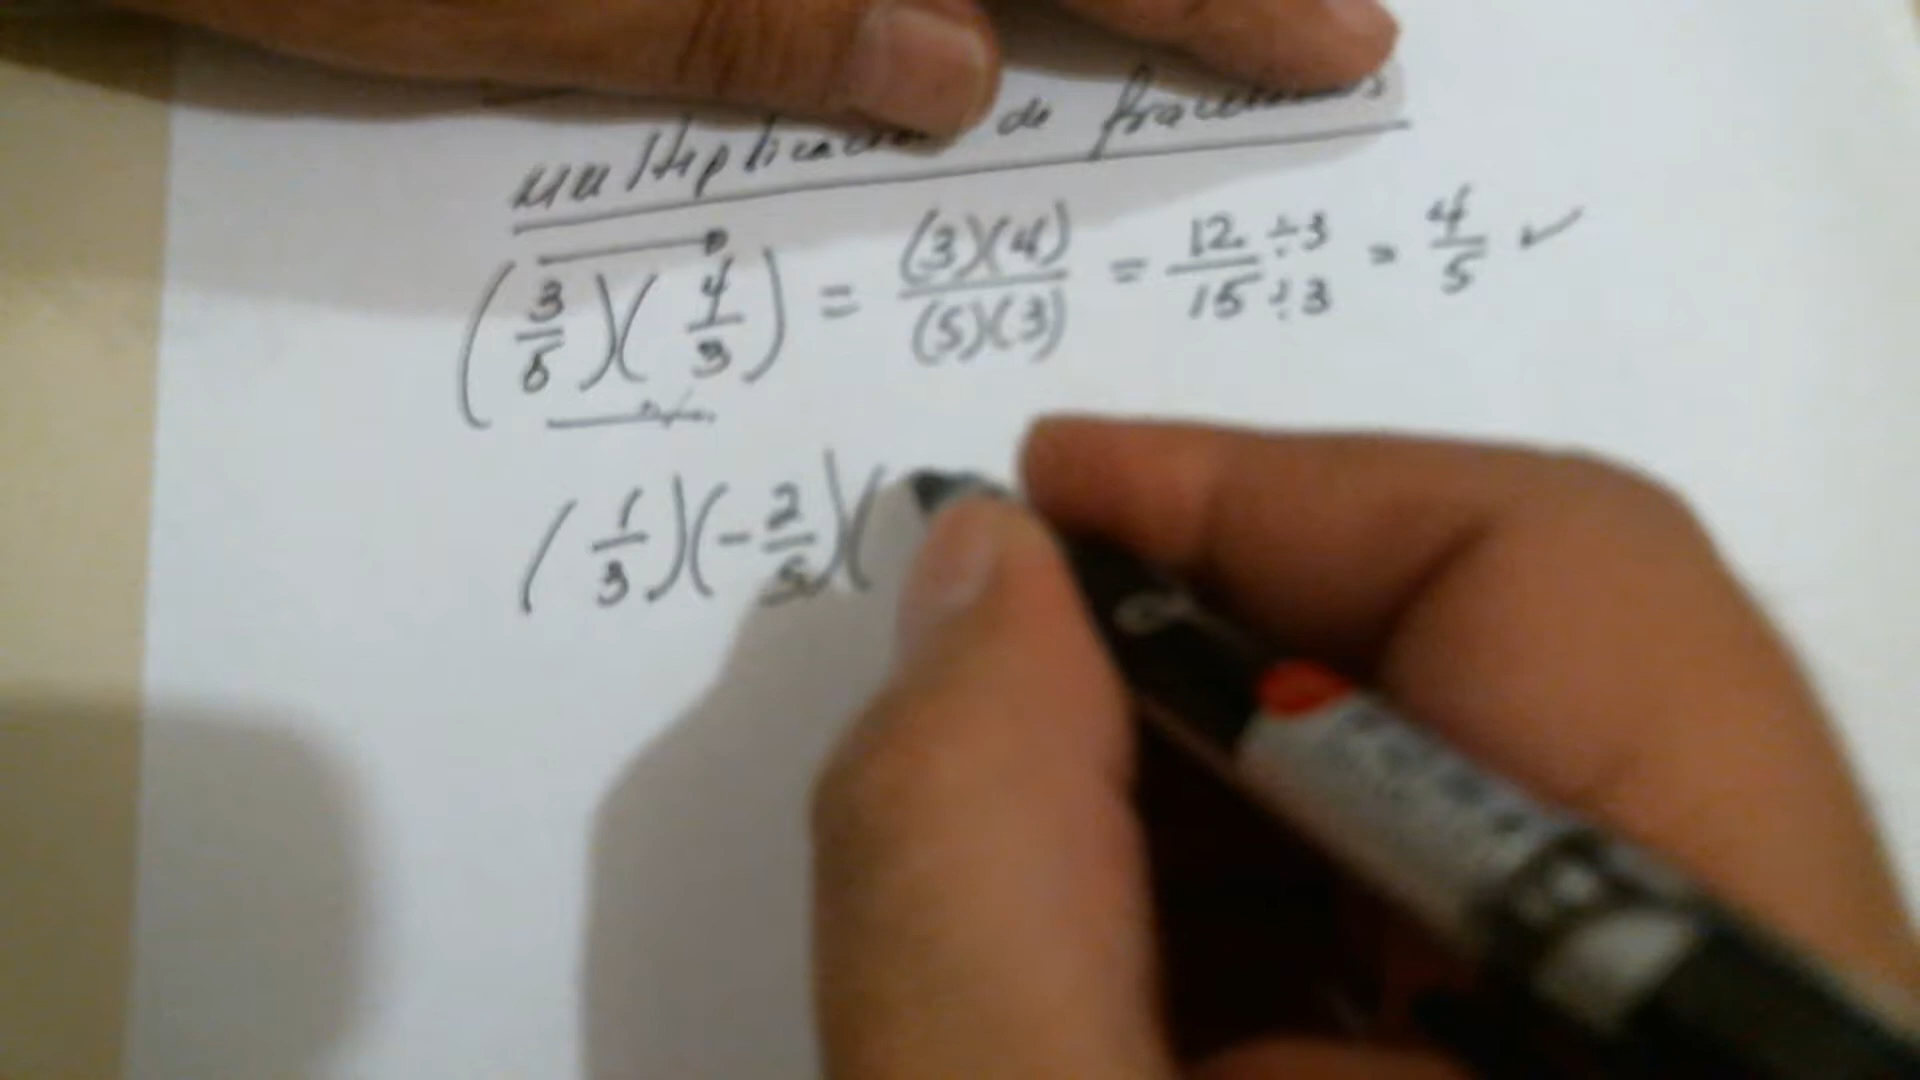 Multiplicación de fracciones
(3/5)(4/3) = (3)(4)/(5)(3) = 12÷3/15÷3 = 4/5 ✓
(1/3)(-2/5)(